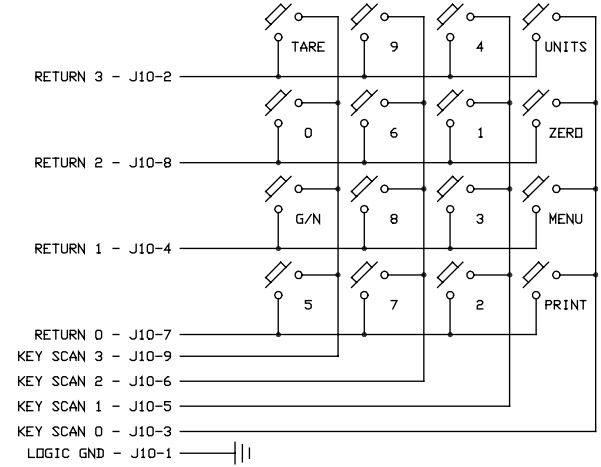 TARE 9 4 UNITS
RETURN 3 - J10-2
0 6 1 ZERO
RETURN 2 - J10-8
G/N 8 3 MENU
RETURN 1 - J10-4
5 7 2 PRINT
RETURN 0 - J10-7
KEY SCAN 3 - J10-9
KEY SCAN 2 - J10-6
KEY SCAN 1 - J10-5
KEY SCAN 0 - J10-3
LOGIC GND - J10-1